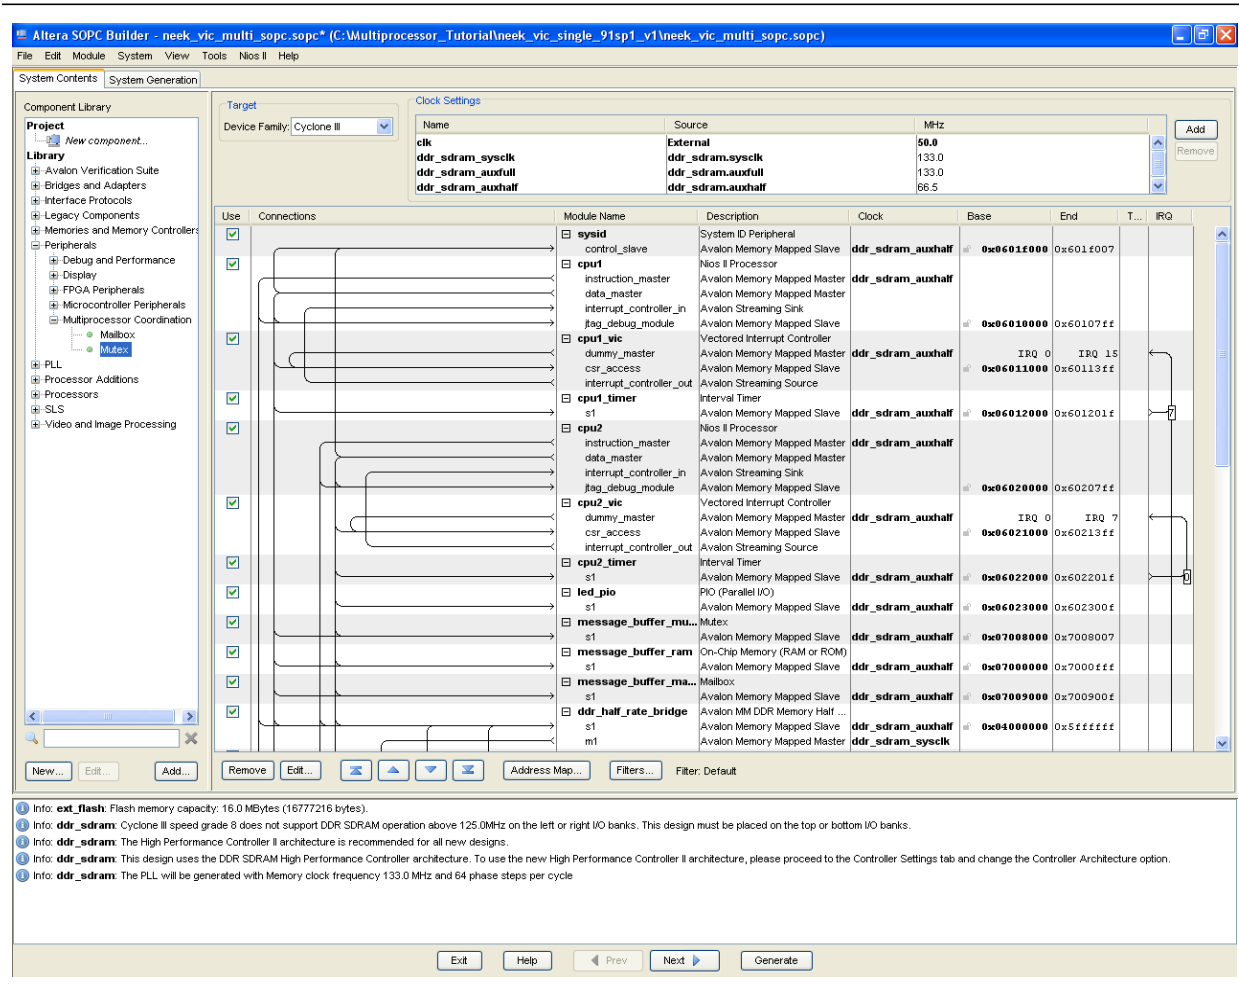 Altera SOPC Builder - neek_vic_multi_sopc.sopc* (C:\Multiprocessor_Tutorial\neek_vic_single_91sp1_v1\neek_vic_multi_sopc.sopc)
File Edit Module System View Tools Nios II Help
System Contents System Generation
Component Library
Project
New component...
Library
Avalon Verification Suite
Bridges and Adapters
Interface Protocols
Legacy Components
Memories and Memory Controllers
Peripherals
Debug and Performance
Display
FPGA Peripherals
Microcontroller Peripherals
Multiprocessor Coordination
Mailbox
Mutex
PLL
Processor Additions
Processors
SLS
Video and Image Processing
New... Edit... Add...
Target
Device Family: Cyclone III
Clock Settings
Name Source MHz
clk External 50.0
ddr_sdram_sysclk ddr_sdram.sysclk 133.0
ddr_sdram_auxfull ddr_sdram.auxfull 133.0
ddr_sdram_auxhalf ddr_sdram.auxhalf 66.5
Add
Remove
Use Connections Module Name Description Clock Base End T... IRQ
sysid System ID Peripheral
control_slave Avalon Memory Mapped Slave ddr_sdram_auxhalf 0x0601f000 0x601f007
cpu1 Nios II Processor
instruction_master Avalon Memory Mapped Master ddr_sdram_auxhalf
data_master Avalon Memory Mapped Master
interrupt_controller_in Avalon Streaming Sink
jtag_debug_module Avalon Memory Mapped Slave 0x06010000 0x60107ff
cpu1_vic Vectored Interrupt Controller
dummy_master Avalon Memory Mapped Master ddr_sdram_auxhalf IRQ 0 IRQ 15
csr_access Avalon Memory Mapped Slave 0x06011000 0x60113ff
interrupt_controller_out Avalon Streaming Source
cpu1_timer Interval Timer
s1 Avalon Memory Mapped Slave ddr_sdram_auxhalf 0x06012000 0x601201f 7
cpu2 Nios II Processor
instruction_master Avalon Memory Mapped Master ddr_sdram_auxhalf
data_master Avalon Memory Mapped Master
interrupt_controller_in Avalon Streaming Sink
jtag_debug_module Avalon Memory Mapped Slave 0x06020000 0x60207ff
cpu2_vic Vectored Interrupt Controller
dummy_master Avalon Memory Mapped Master ddr_sdram_auxhalf IRQ 0 IRQ 7
csr_access Avalon Memory Mapped Slave 0x06021000 0x60213ff
interrupt_controller_out Avalon Streaming Source
cpu2_timer Interval Timer
s1 Avalon Memory Mapped Slave ddr_sdram_auxhalf 0x06022000 0x602201f 0
led_pio PIO (Parallel I/O)
s1 Avalon Memory Mapped Slave ddr_sdram_auxhalf 0x06023000 0x602300f
message_buffer_mu... Mutex
s1 Avalon Memory Mapped Slave ddr_sdram_auxhalf 0x07008000 0x7008007
message_buffer_ram On-Chip Memory (RAM or ROM)
s1 Avalon Memory Mapped Slave ddr_sdram_auxhalf 0x07000000 0x7000fff
message_buffer_ma... Mailbox
s1 Avalon Memory Mapped Slave ddr_sdram_auxhalf 0x07009000 0x700900f
ddr_half_rate_bridge Avalon MM DDR Memory Half ...
s1 Avalon Memory Mapped Slave ddr_sdram_auxhalf 0x04000000 0x5ffffff
m1 Avalon Memory Mapped Master ddr_sdram_sysclk
Remove Edit... Address Map... Filters... Filter: Default
Info: ext_flash: Flash memory capacity: 16.0 MBytes (16777216 bytes).
Info: ddr_sdram: Cyclone III speed grade 8 does not support DDR SDRAM operation above 125.0MHz on the left or right I/O banks. This design must be placed on the top or bottom I/O banks.
Info: ddr_sdram: The High Performance Controller II architecture is recommended for all new designs.
Info: ddr_sdram: This design uses the DDR SDRAM High Performance Controller architecture. To use the new High Performance Controller II architecture, please proceed to the Controller Settings tab and change the Controller Architecture option.
Info: ddr_sdram: The PLL will be generated with Memory clock frequency 133.0 MHz and 64 phase steps per cycle
Exit Help Prev Next Generate